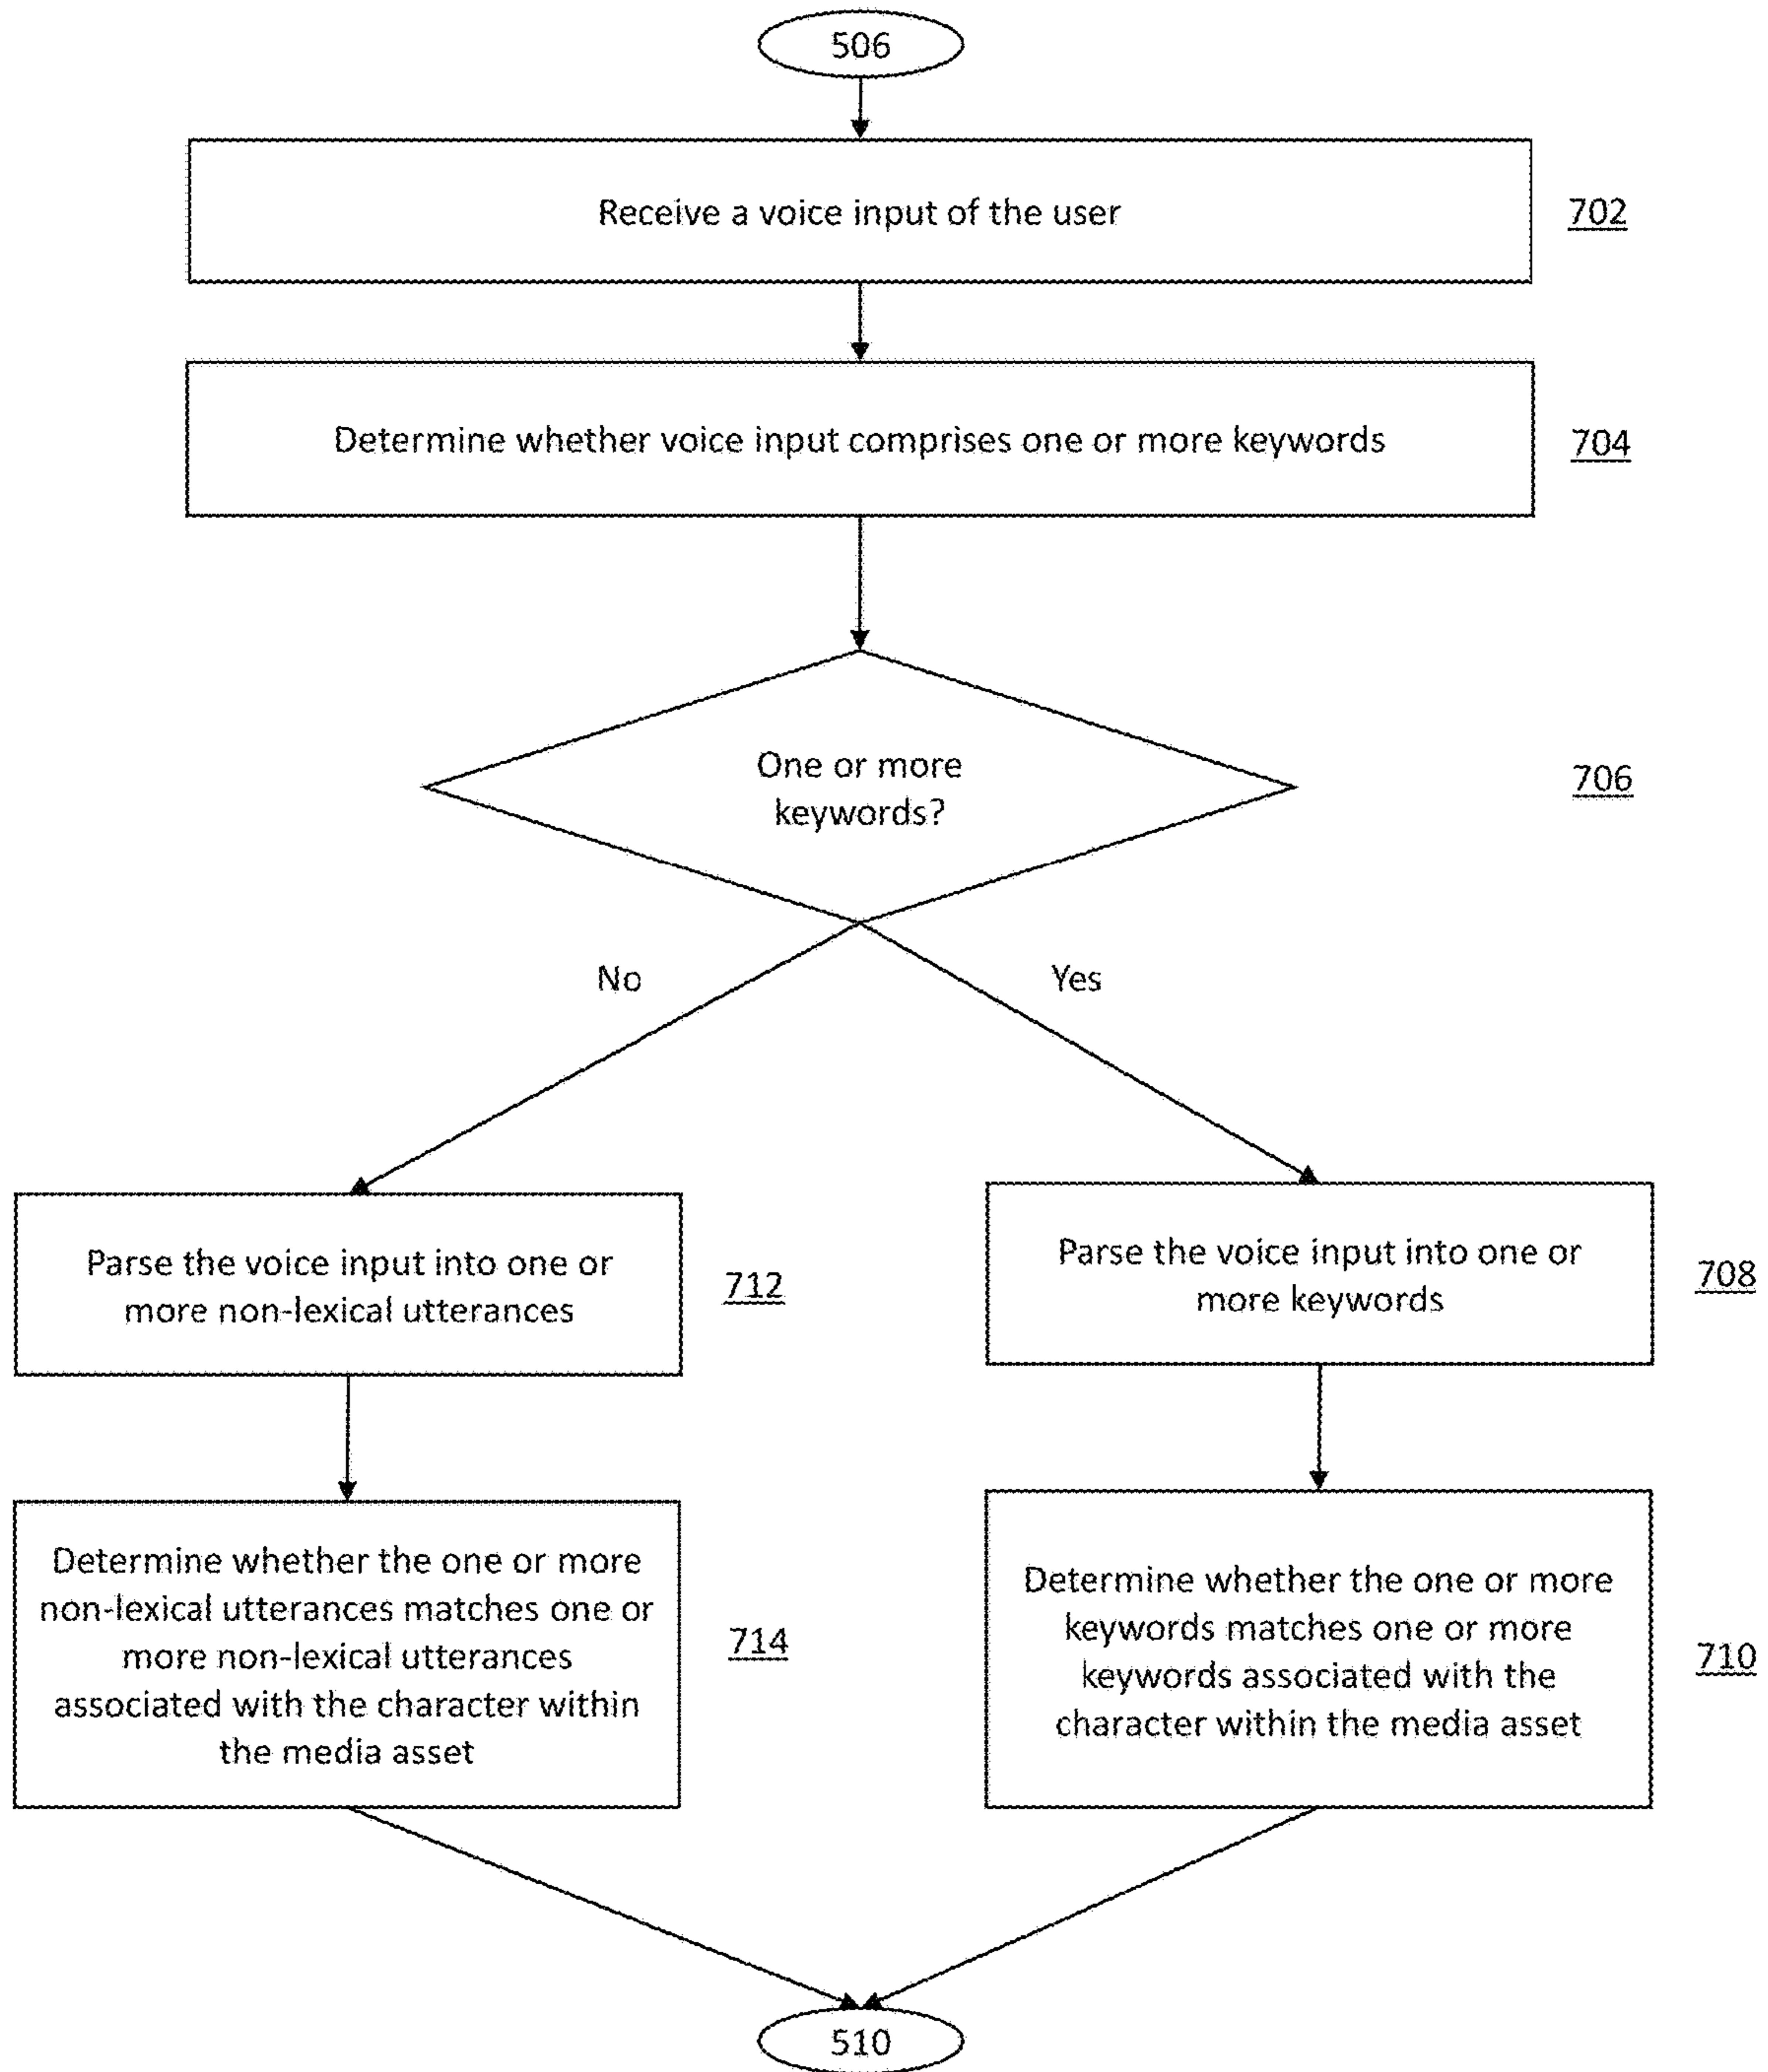 506
Receive a voice input of the user
702
Determine whether voice input comprises one or more keywords
704
One or more
keywords?
706
No
Yes
Parse the voice input into one or
more non-lexical utterances
712
Parse the voice input into one or
more keywords
708
Determine whether the one or more
non-lexical utterances matches one or
more non-lexical utterances
associated with the character within
the media asset
714
Determine whether the one or more
keywords matches one or more
keywords associated with the
character within the media asset
710
510